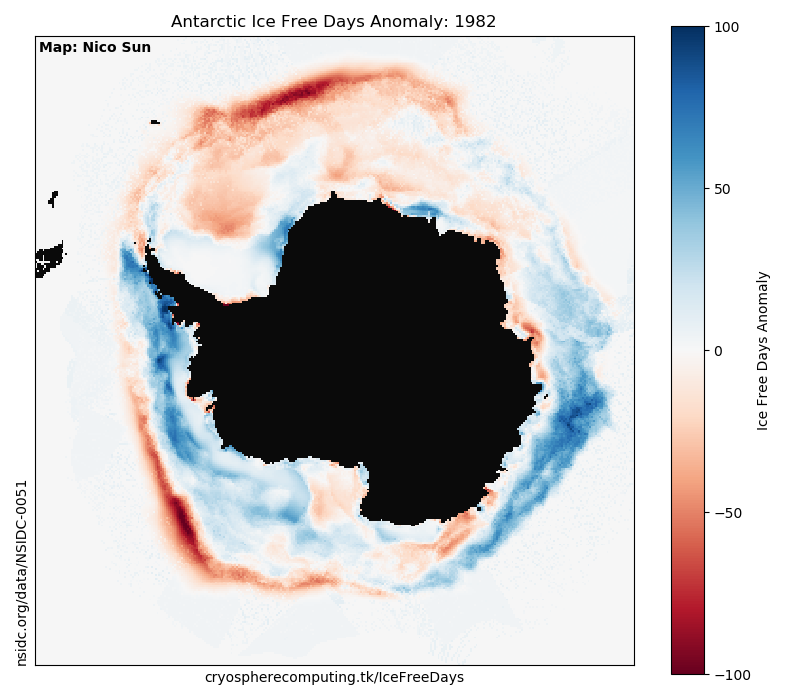 Antarctic Ice Free Days Anomaly: 1982
Map: Nico Sun
100
50
0
−50
−100
Ice Free Days Anomaly
nsidc.org/data/NSIDC-0051
cryospherecomputing.tk/IceFreeDays